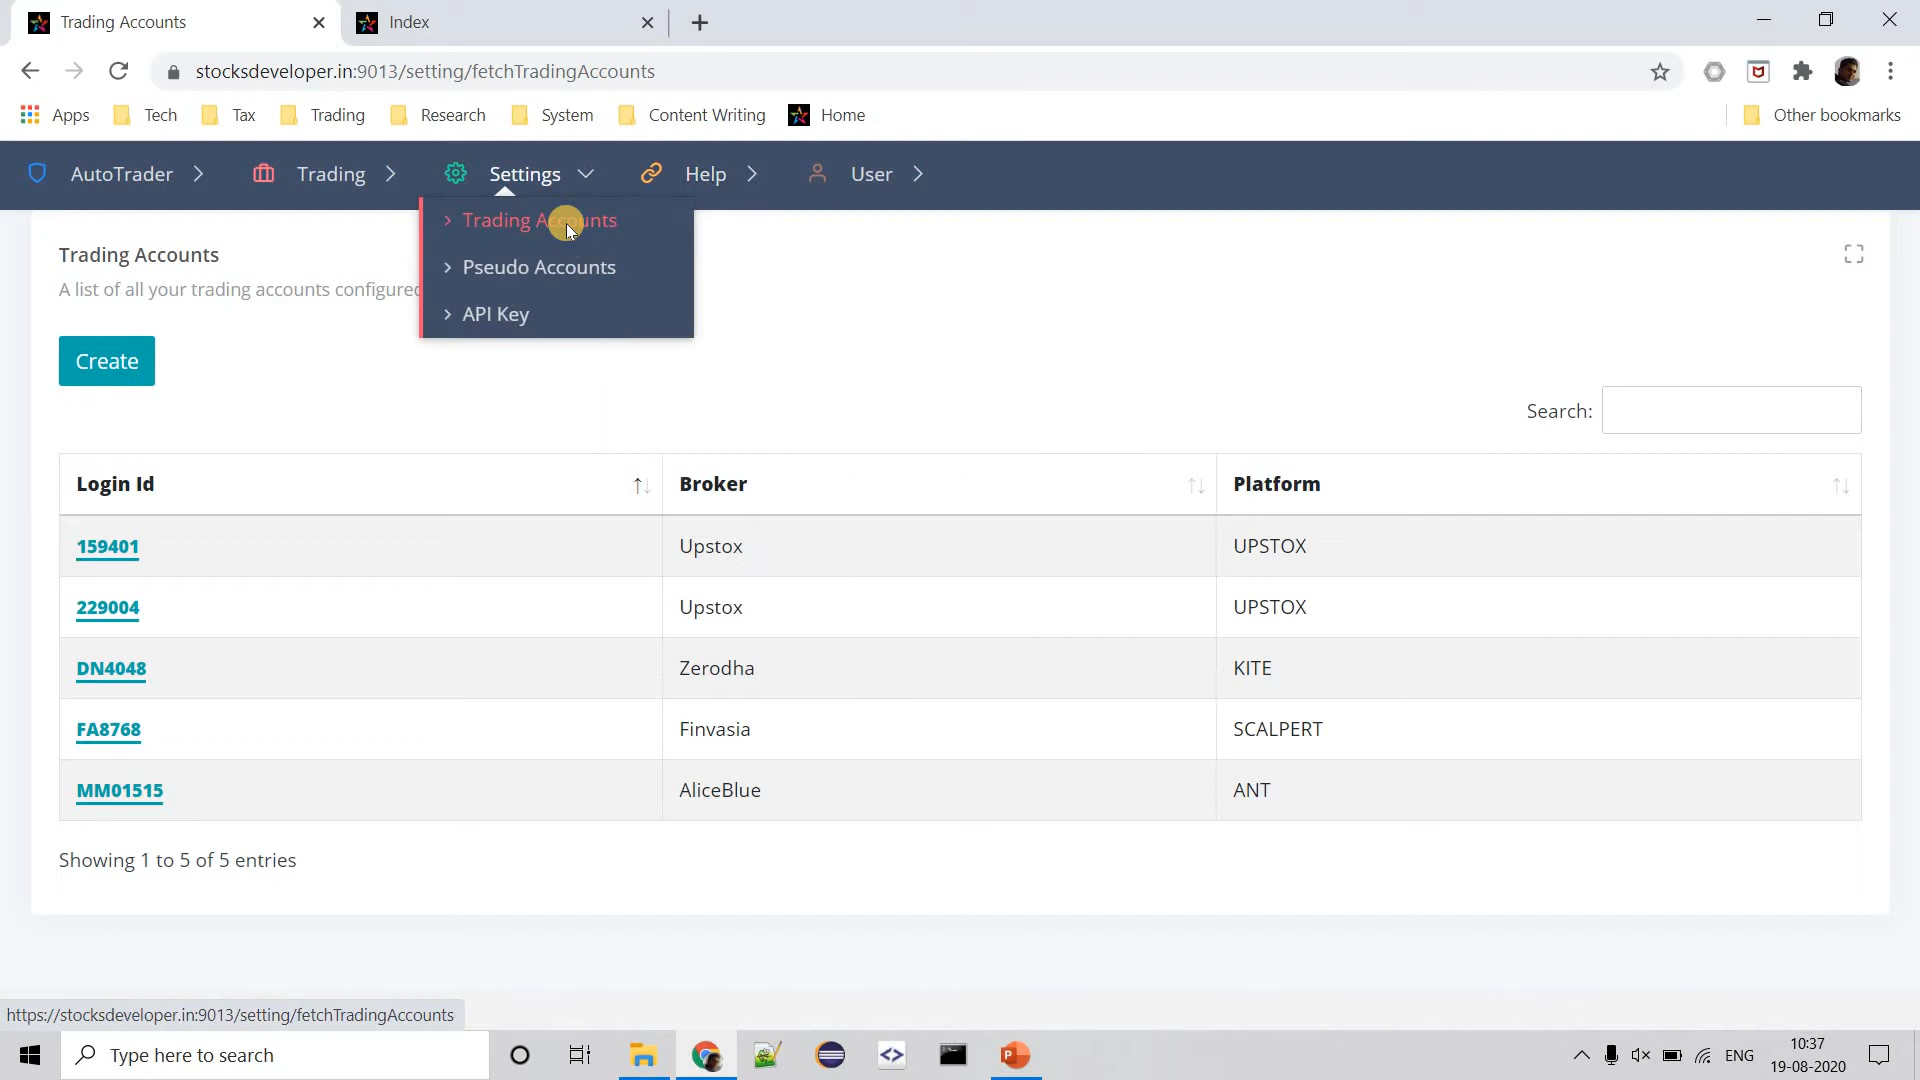 Trading Accounts
Index
stocksdeveloper.in:9013/setting/fetchTradingAccounts
Apps
Tech
Tax
Trading
Research
System
Content Writing
Home
Other bookmarks
AutoTrader
Trading
Settings
Help
User
Trading Accounts
Pseudo Accounts
API Key
Trading Accounts
A list of all your trading accounts configured
Create
Search:
Login Id Broker Platform
159401 Upstox UPSTOX
229004 Upstox UPSTOX
DN4048 Zerodha KITE
FA8768 Finvasia SCALPERT
MM01515 AliceBlue ANT
Showing 1 to 5 of 5 entries
https://stocksdeveloper.in:9013/setting/fetchTradingAccounts
Type here to search
ENG
10:37
19-08-2020